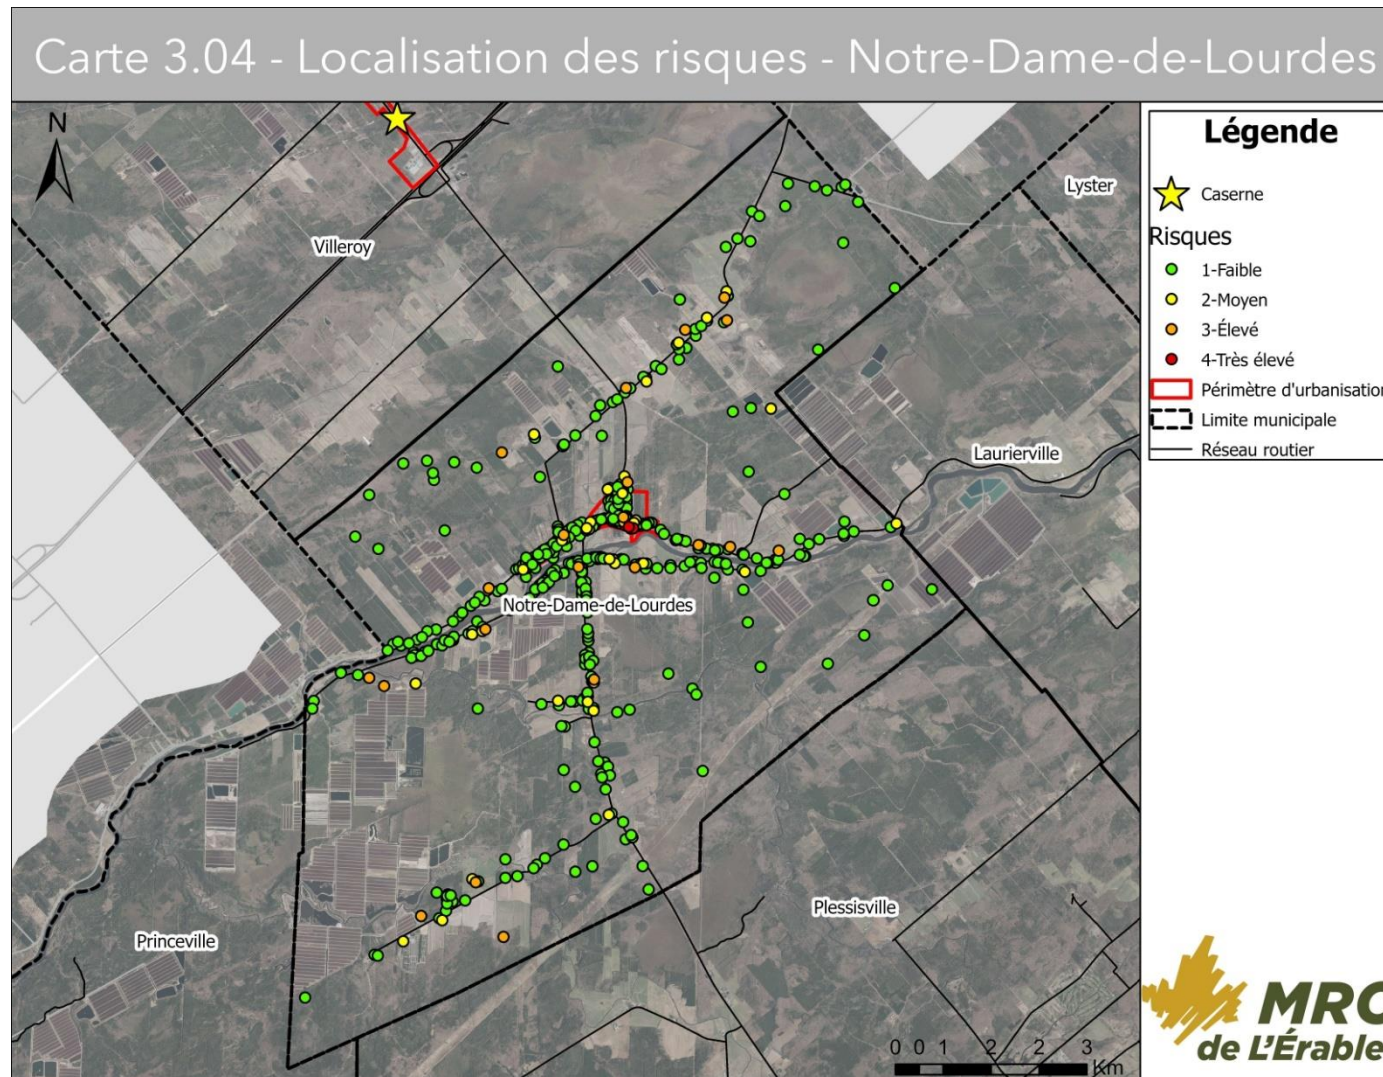 Carte 3.04 - Localisation des risques - Notre-Dame-de-Lourdes
N
Légende
Caserne
Risques
1-Faible
2-Moyen
3-Élevé
4-Très élevé
Périmètre d'urbanisation
Limite municipale
Réseau routier
Lyster
Villeroy
Laurierville
Notre-Dame-de-Lourdes
Plessisville
Princeville
0 0 1 2 2 3
Km
MRC
de L'Érable